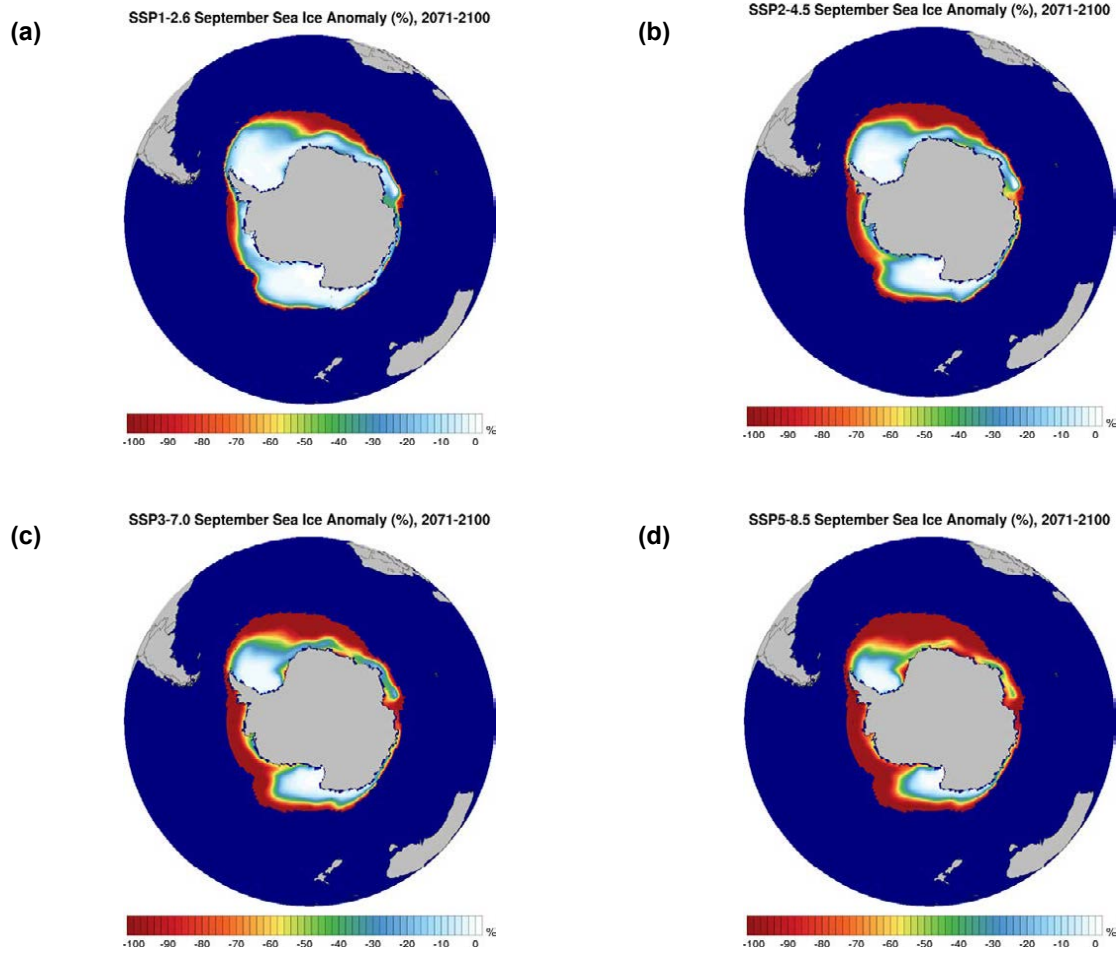 (a)
SSP1-2.6 September Sea Ice Anomaly (%), 2071-2100
-100 -90 -80 -70 -60 -50 -40 -30 -20 -10 0 %
(b)
SSP2-4.5 September Sea Ice Anomaly (%), 2071-2100
-100 -90 -80 -70 -60 -50 -40 -30 -20 -10 0 %
(c)
SSP3-7.0 September Sea Ice Anomaly (%), 2071-2100
-100 -90 -80 -70 -60 -50 -40 -30 -20 -10 0 %
(d)
SSP5-8.5 September Sea Ice Anomaly (%), 2071-2100
-100 -90 -80 -70 -60 -50 -40 -30 -20 -10 0 %